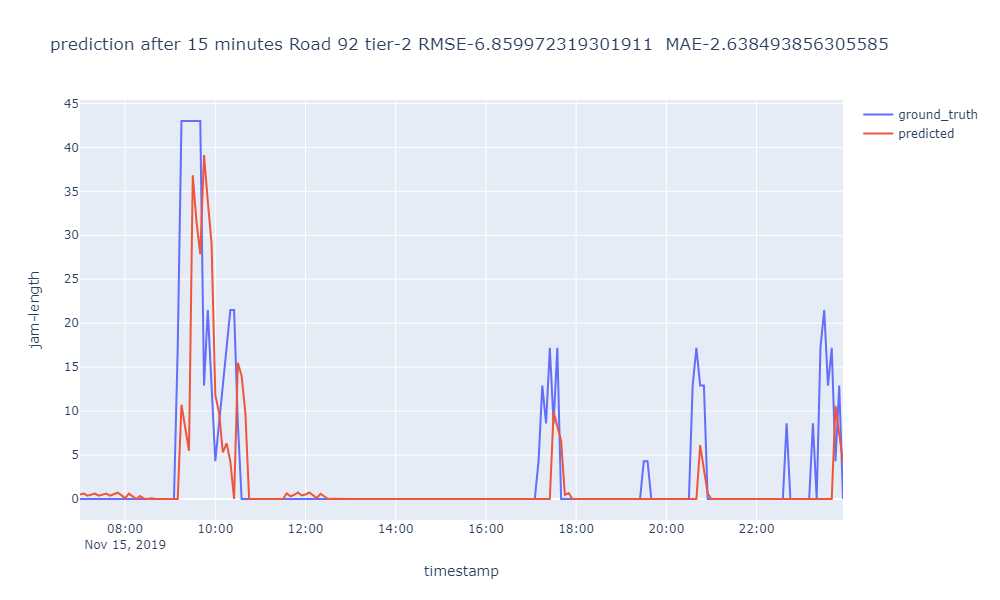 prediction after 15 minutes Road 92 tier-2 RMSE-6.859972319301911  MAE-2.638493856305585
ground_truth
predicted
45
40
35
30
25
20
15
10
5
0
jam-length
08:00 10:00 12:00 14:00 16:00 18:00 20:00 22:00
Nov 15, 2019
timestamp